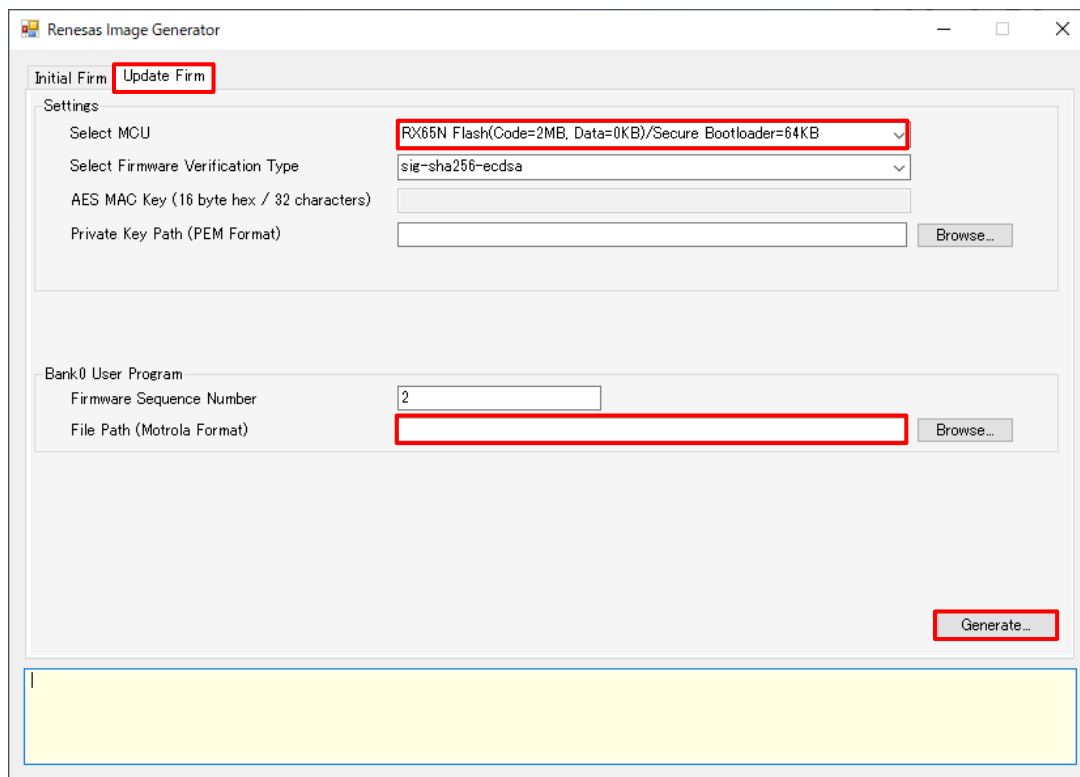 Renesas Image Generator
Initial Firm Update Firm
Settings
Select MCU RX65N Flash(Code=2MB, Data=0KB)/Secure Bootloader=64KB
Select Firmware Verification Type sig-sha256-ecdsa
AES MAC Key (16 byte hex / 32 characters)
Private Key Path (PEM Format) Browse...
Bank0 User Program
Firmware Sequence Number 2
File Path (Motrola Format) Browse...
Generate...